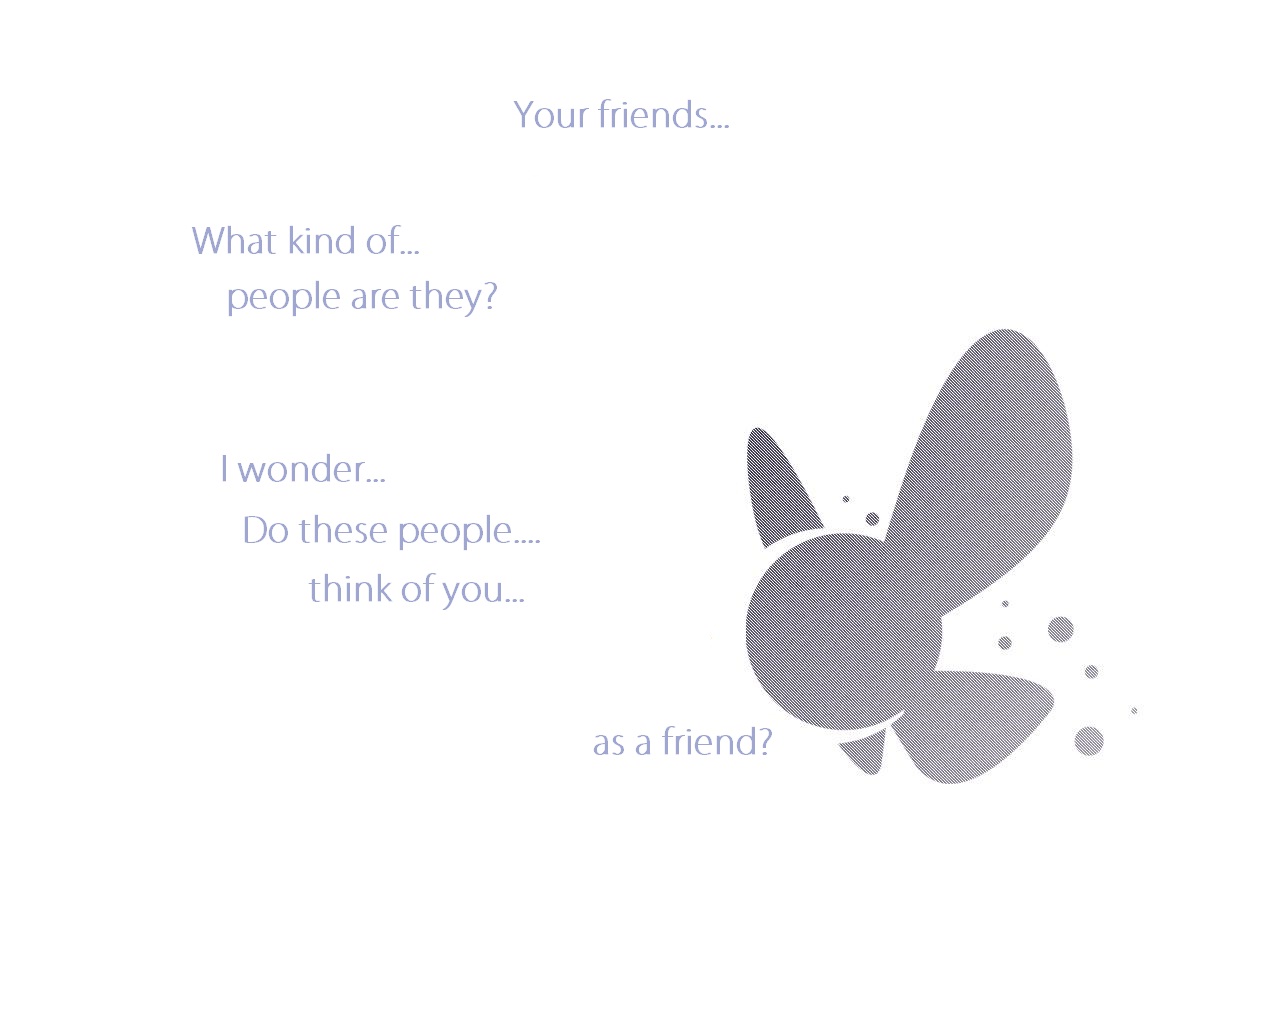 Your friends...
What kind of...
people are they?
I wonder...
Do these people....
think of you...
as a friend?